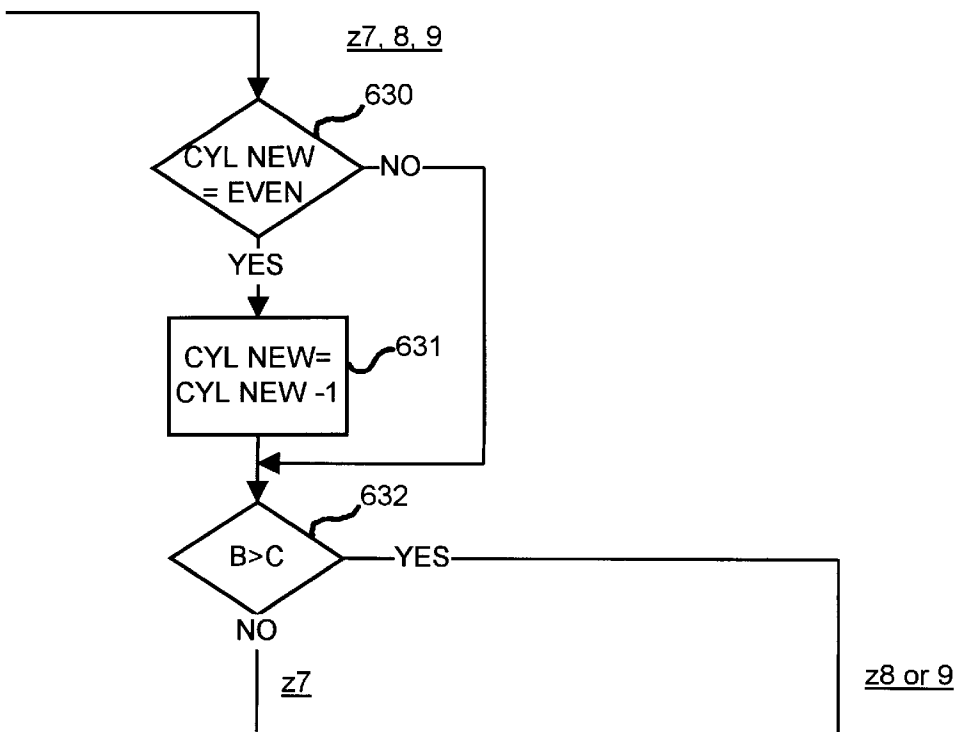 z7, 8, 9
630
CYL NEW
= EVEN
NO
YES
CYL NEW=
CYL NEW -1
631
632
B>C
YES
NO
z7
z8 or 9